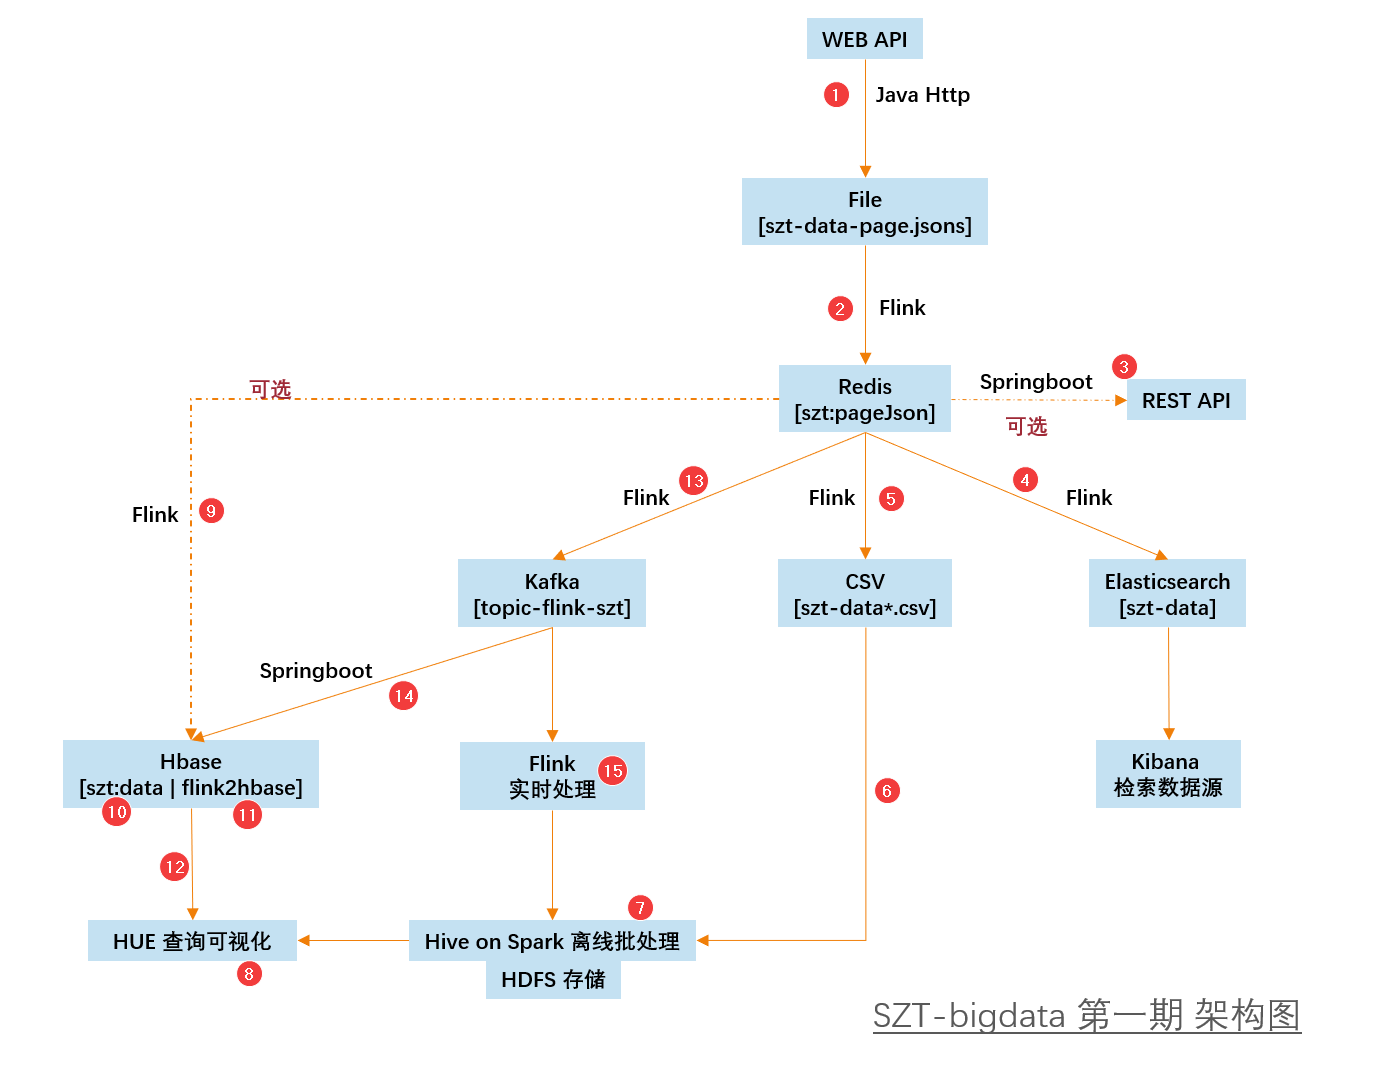 WEB API
1
Java Http
File
[szt-data-page.jsons]
2
Flink
可选
Redis
[szt:pageJson]
Springboot
3
可选
REST API
Flink
9
Flink
13
Flink
5
4
Flink
Kafka
[topic-flink-szt]
CSV
[szt-data*.csv]
Elasticsearch
[szt-data]
Springboot
14
Hbase
[szt:data | flink2hbase]
10
11
Flink
实时处理
15
6
Kibana
检索数据源
12
HUE 查询可视化
8
7
Hive on Spark 离线批处理
HDFS 存储
SZT-bigdata 第一期 架构图